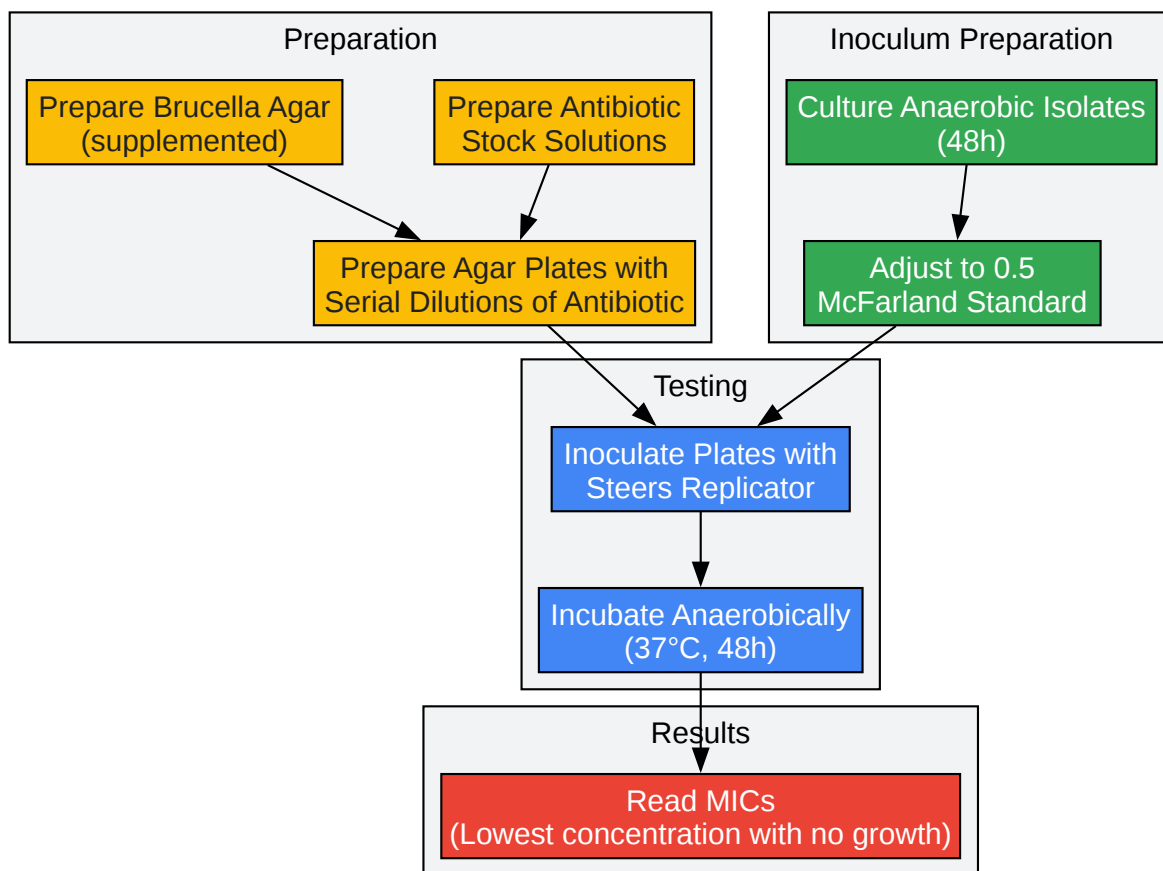 Preparation
Prepare Brucella Agar
(supplemented)
Prepare Antibiotic
Stock Solutions
Prepare Agar Plates with
Serial Dilutions of Antibiotic
Inoculum Preparation
Culture Anaerobic Isolates
(48h)
Adjust to 0.5
McFarland Standard
Testing
Inoculate Plates with
Steers Replicator
Incubate Anaerobically
(37°C, 48h)
Results
Read MICs
(Lowest concentration with no growth)